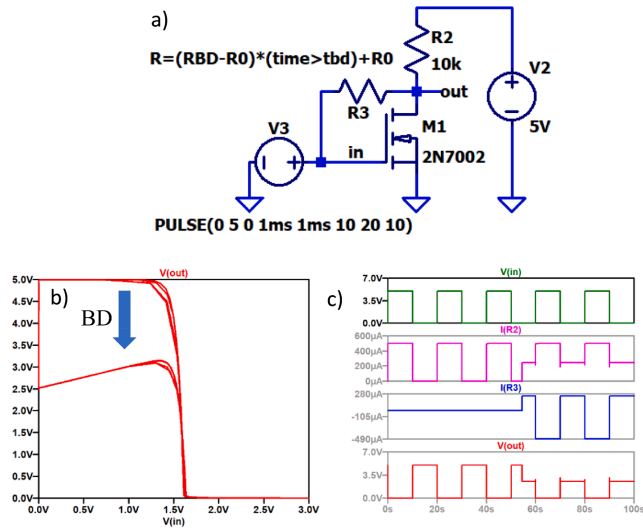 a)
R=(RBD-R0)*(time>tbd)+R0
R2
10k
out
R3
V2
5V
V3
in
M1
2N7002
PULSE(0 5 0 1ms 1ms 10 20 10)
b)
V(out)
5.0V
4.5V
4.0V
3.5V
3.0V
2.5V
2.0V
1.5V
1.0V
0.5V
0.0V
BD
0.0V 0.5V 1.0V 1.5V 2.0V 2.5V 3.0V
V(in)
c)
V(in)
7.0V
3.5V
0.0V
I(R2)
600µA
400µA
200µA
0µA
I(R3)
280µA
-105µA
-490µA
V(out)
7.0V
3.5V
0.0V
0s 20s 40s 60s 80s 100s